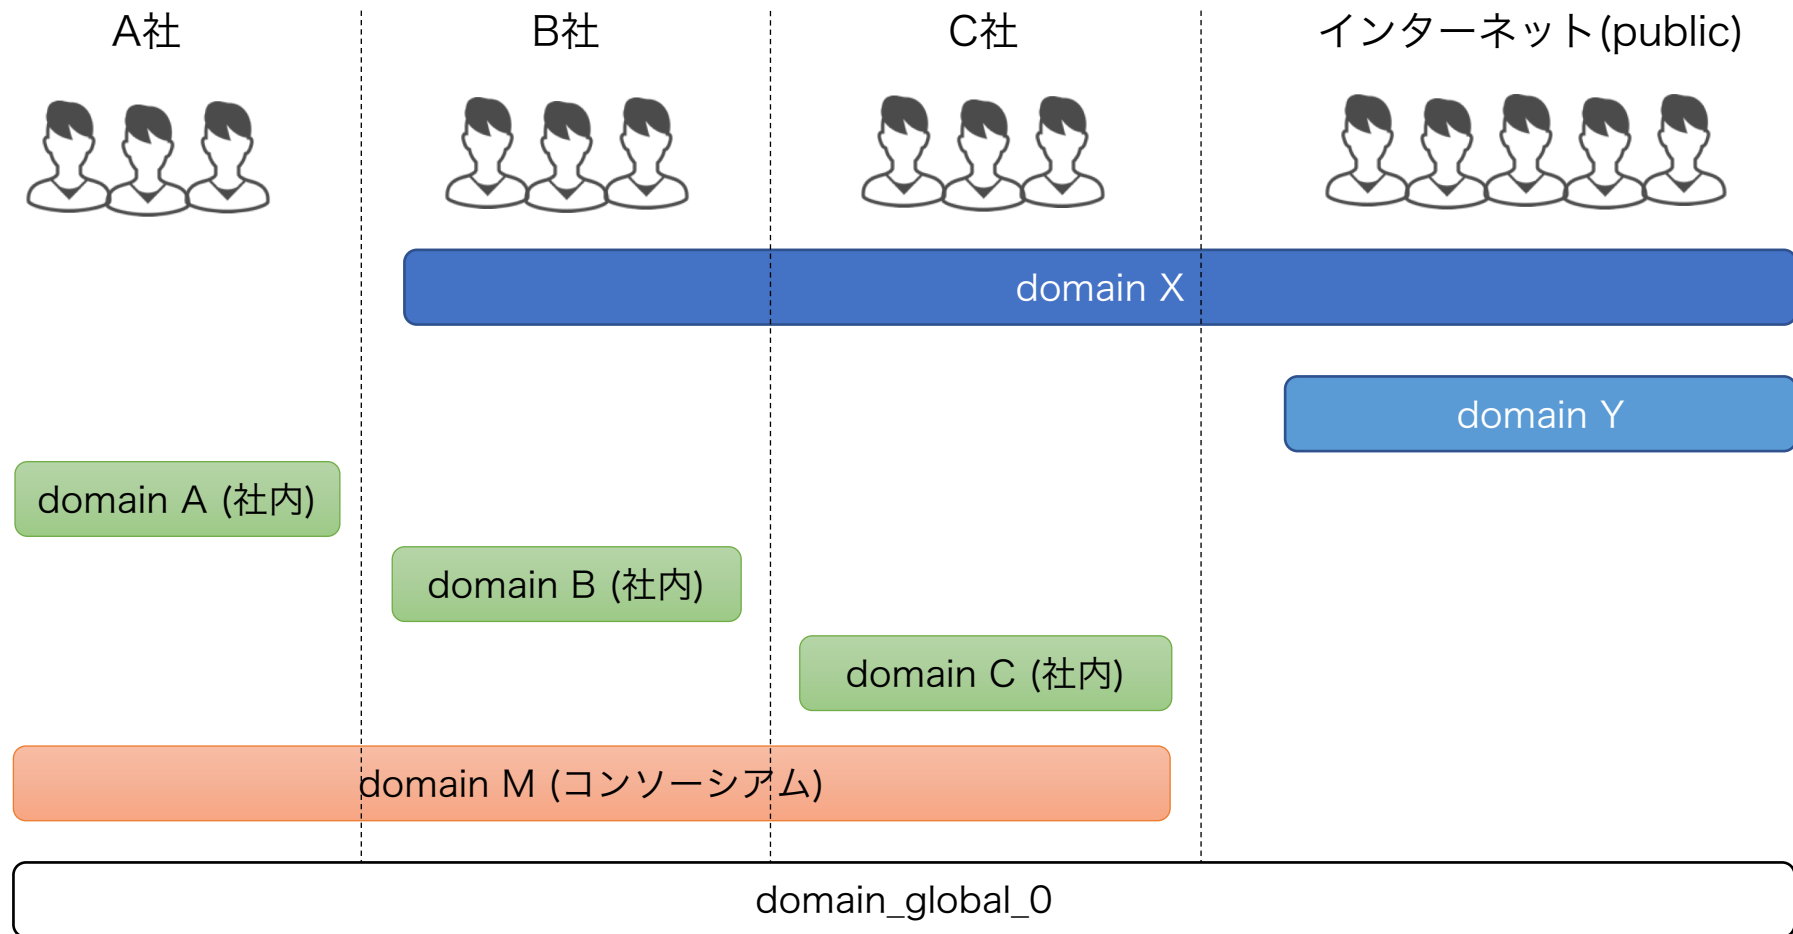 A社
B社
C社
インターネット(public)
domain X
domain Y
domain A (社内)
domain B (社内)
domain C (社内)
domain M (コンソーシアム)
domain_global_0